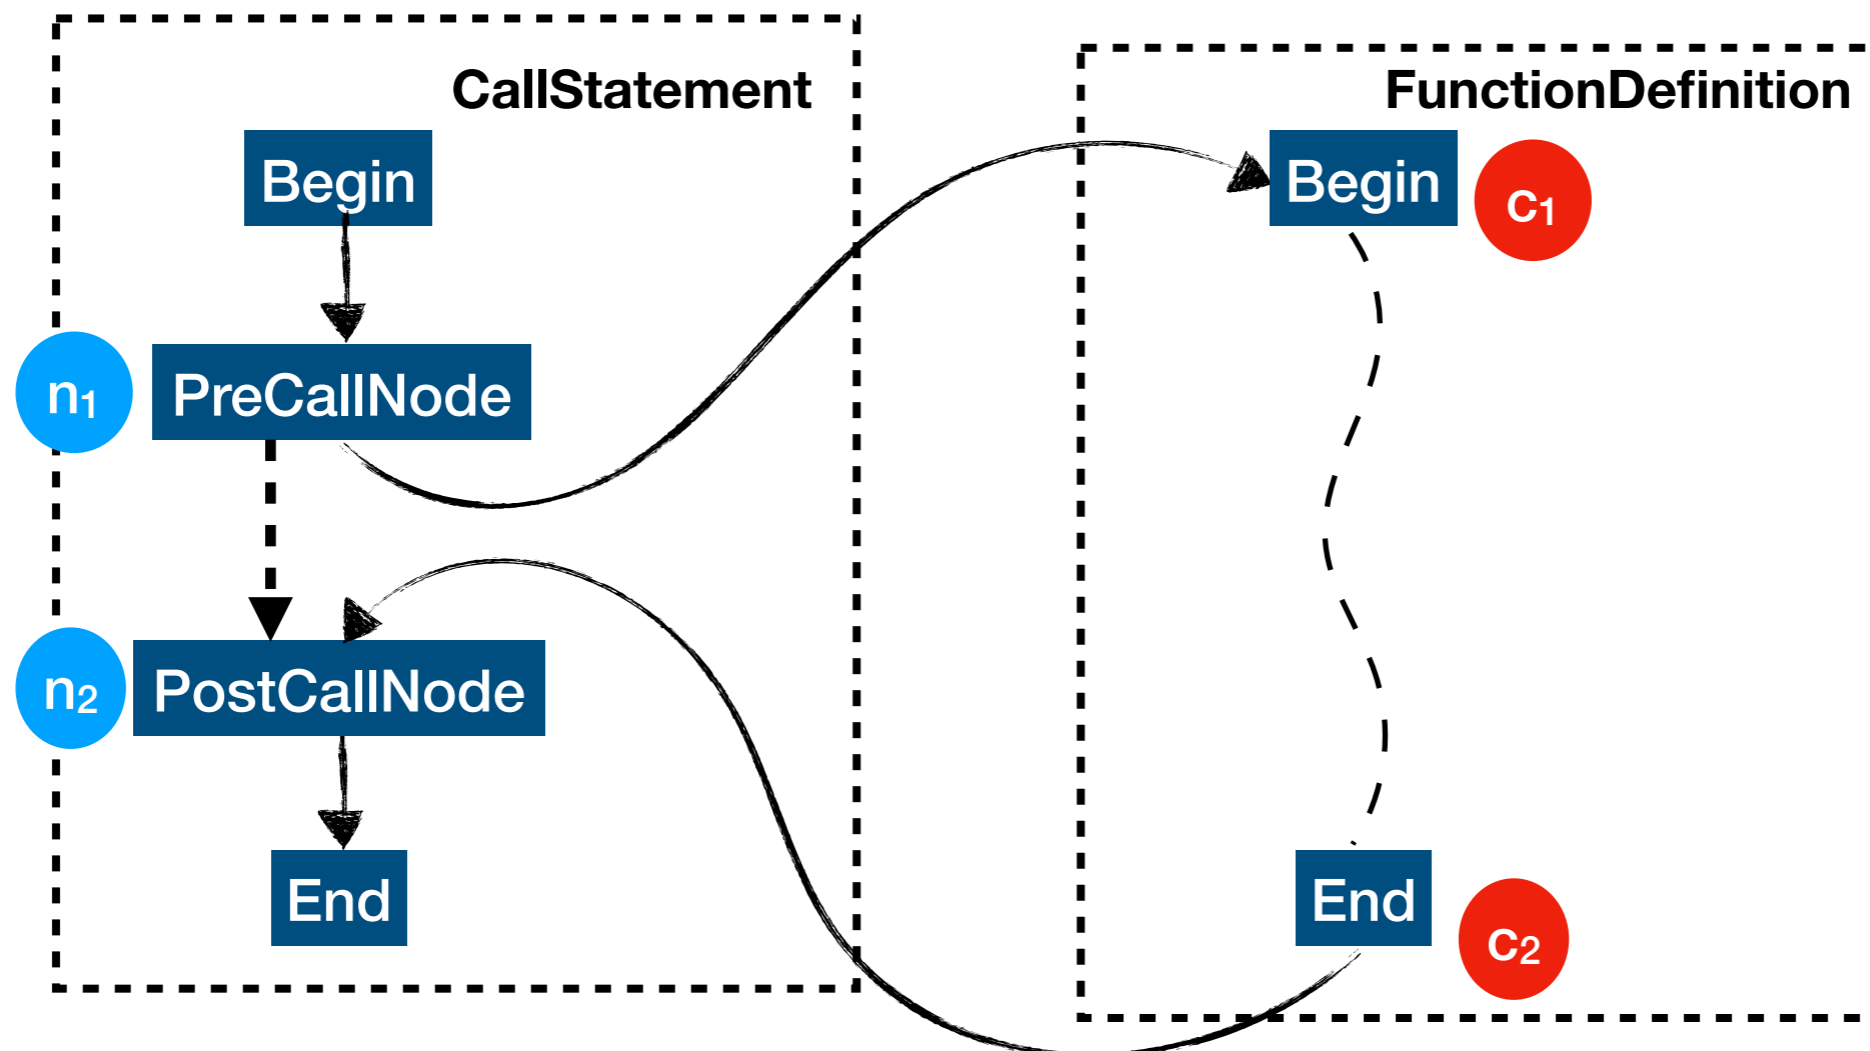 CallStatement
Begin
n₁
PreCallNode
n₂
PostCallNode
End
FunctionDefinition
Begin
c₁
End
c₂